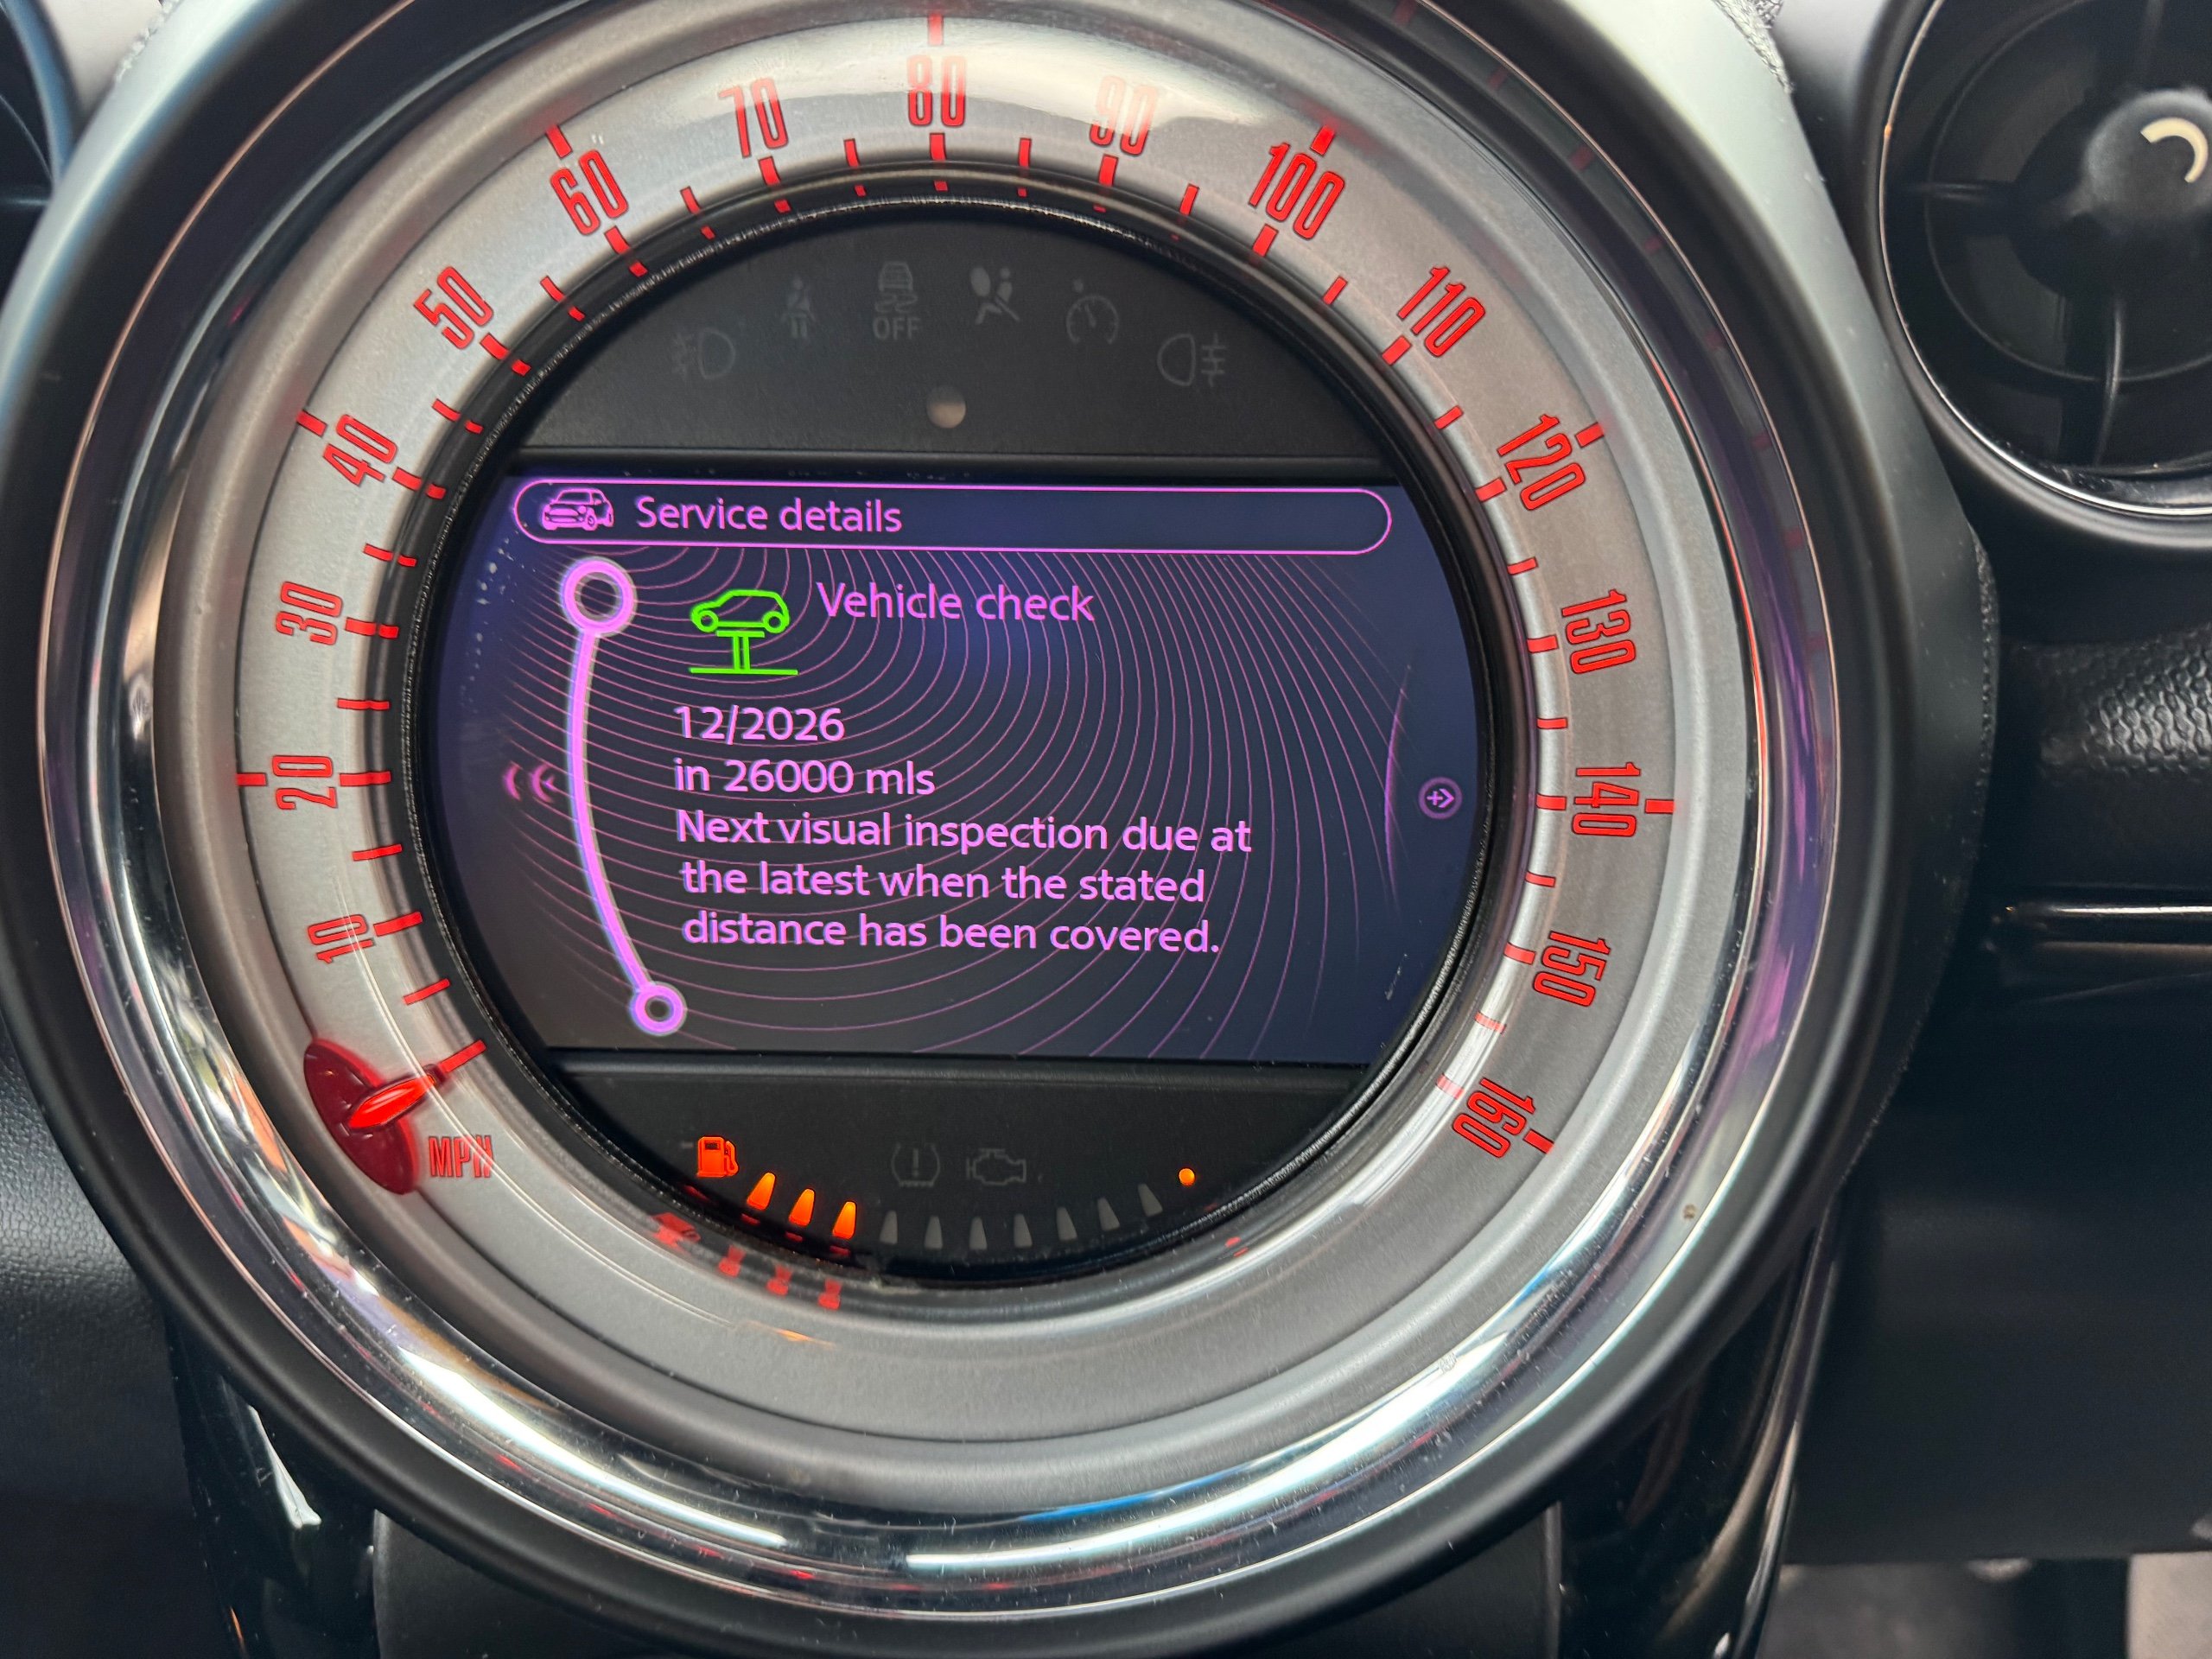 10
20
30
40
50
60
70
80
90
100
110
120
130
140
150
160
MPH
OFF
Service details
Vehicle check
12/2026
in 26000 mls
Next visual inspection due at
the latest when the stated
distance has been covered.